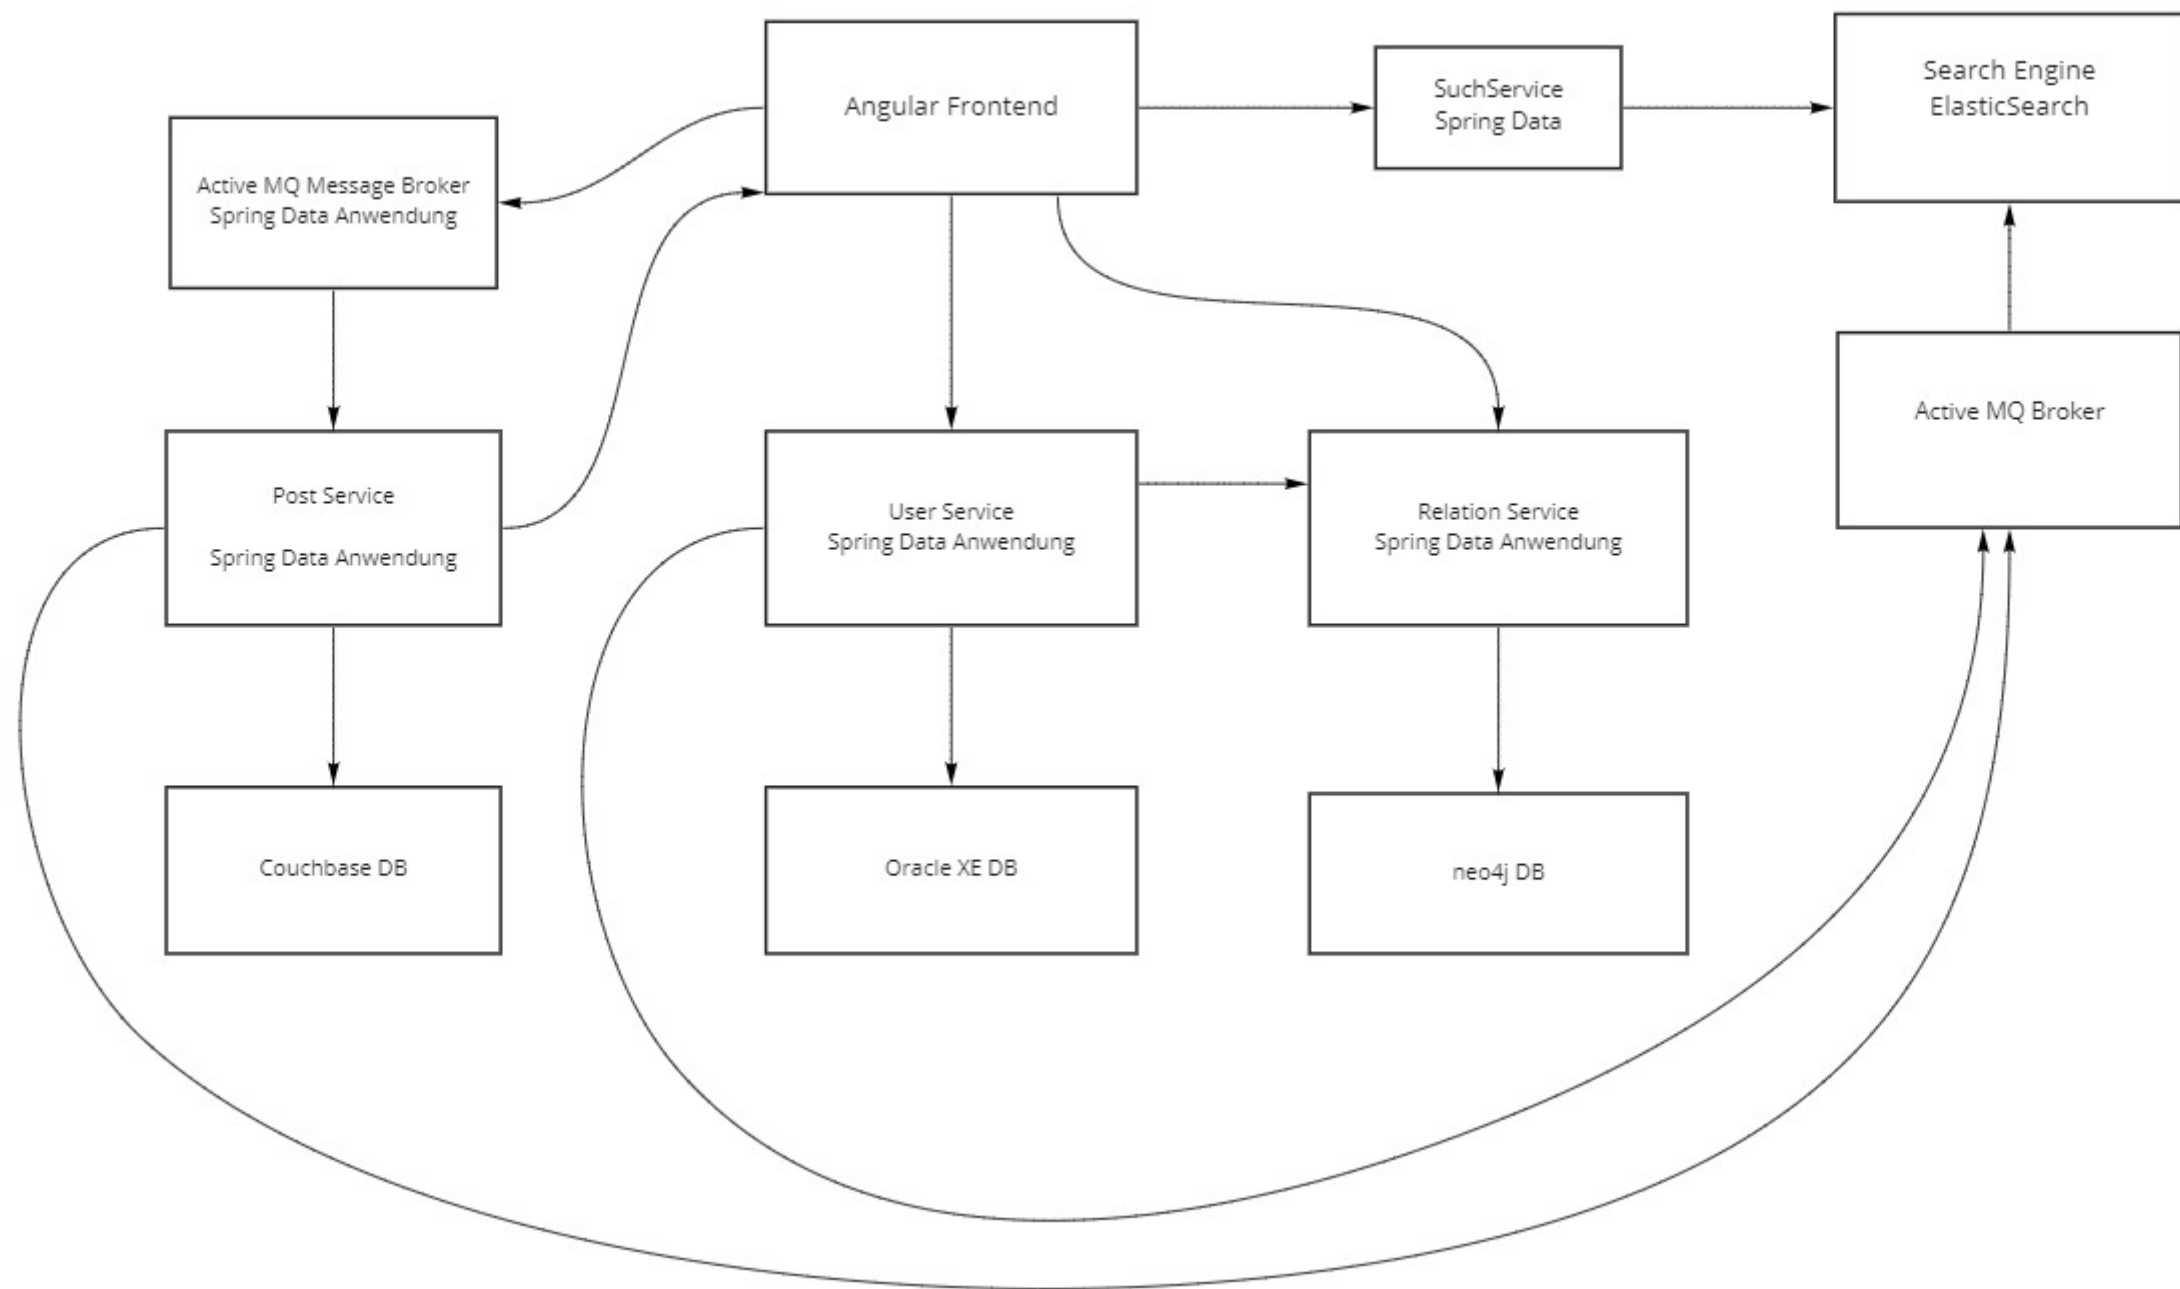 Angular Frontend
SuchService
Spring Data
Search Engine
ElasticSearch
Active MQ Message Broker
Spring Data Anwendung
Active MQ Broker
Post Service
Spring Data Anwendung
User Service
Spring Data Anwendung
Relation Service
Spring Data Anwendung
Couchbase DB
Oracle XE DB
neo4j DB